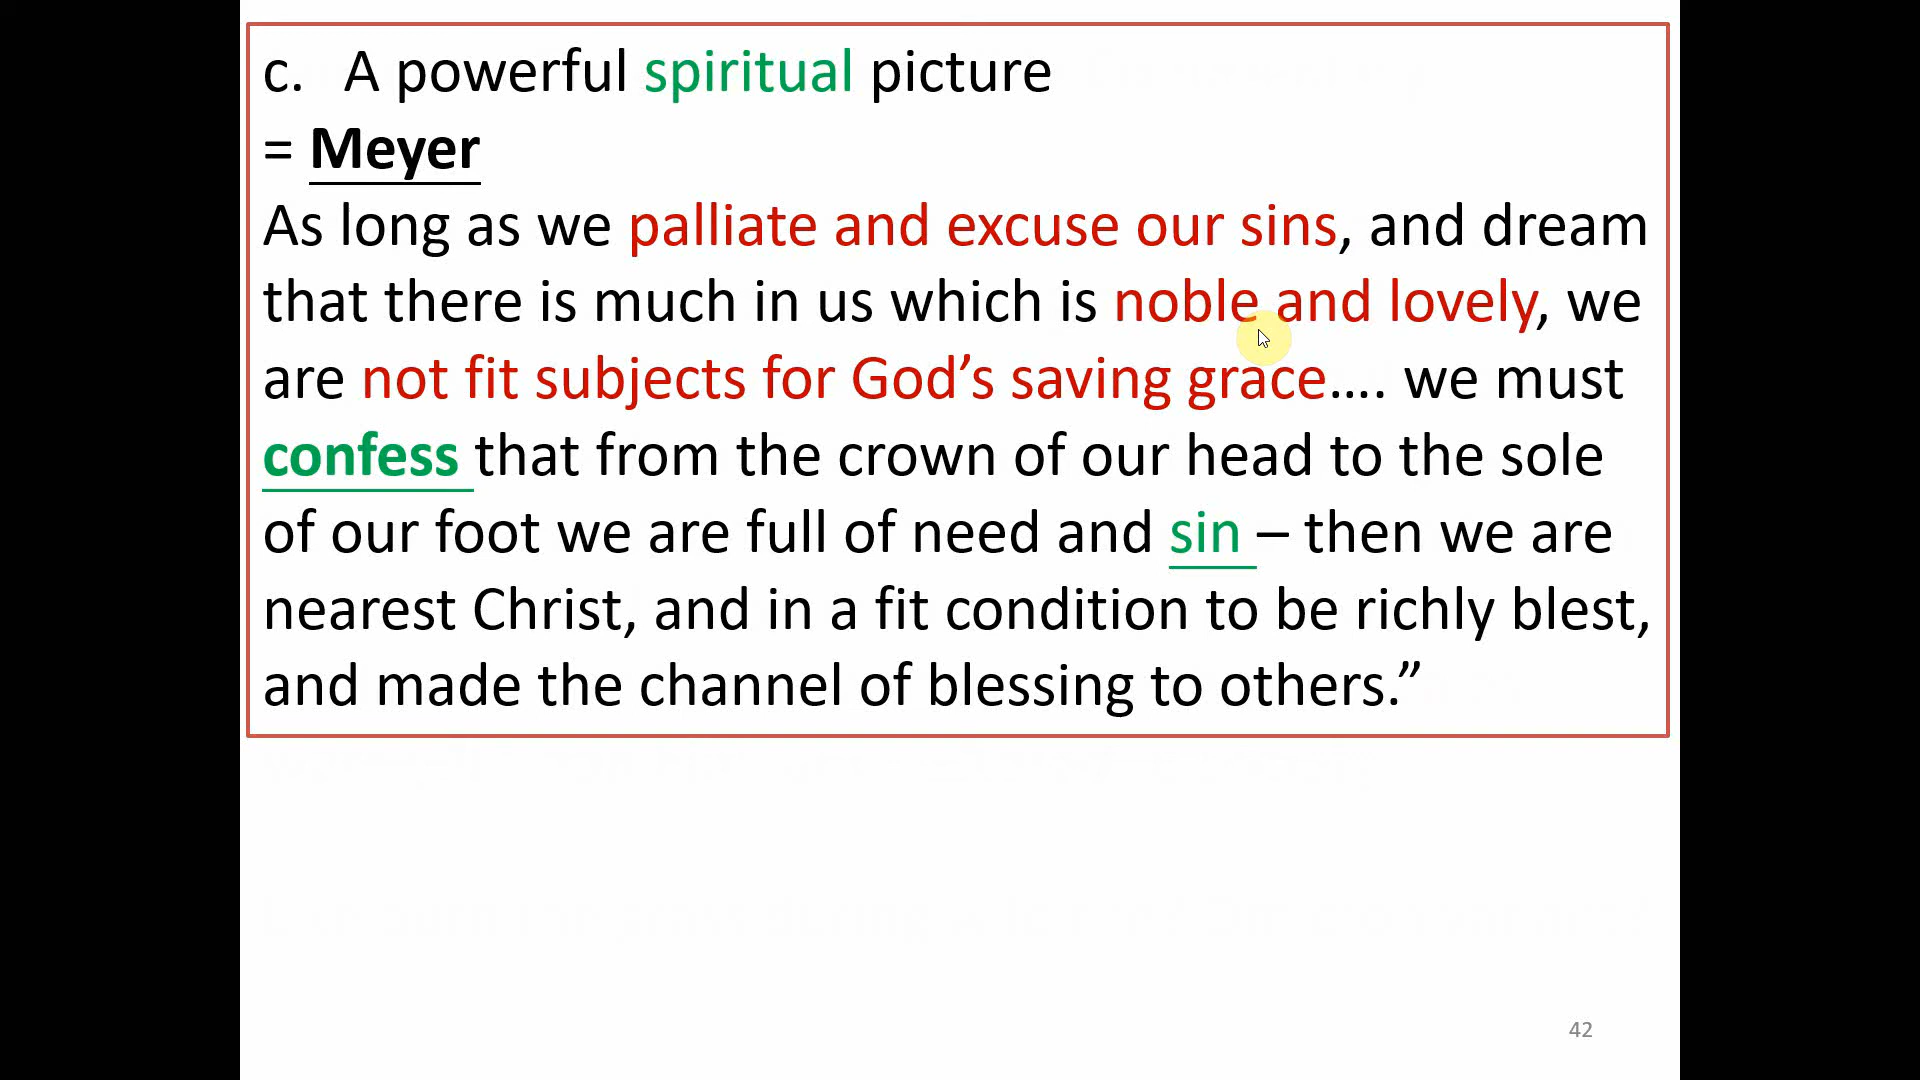 c. A powerful spiritual picture
= Meyer
As long as we palliate and excuse our sins, and dream
that there is much in us which is noble and lovely, we
are not fit subjects for God’s saving grace…. we must
confess that from the crown of our head to the sole
of our foot we are full of need and sin – then we are
nearest Christ, and in a fit condition to be richly blest,
and made the channel of blessing to others.”
42